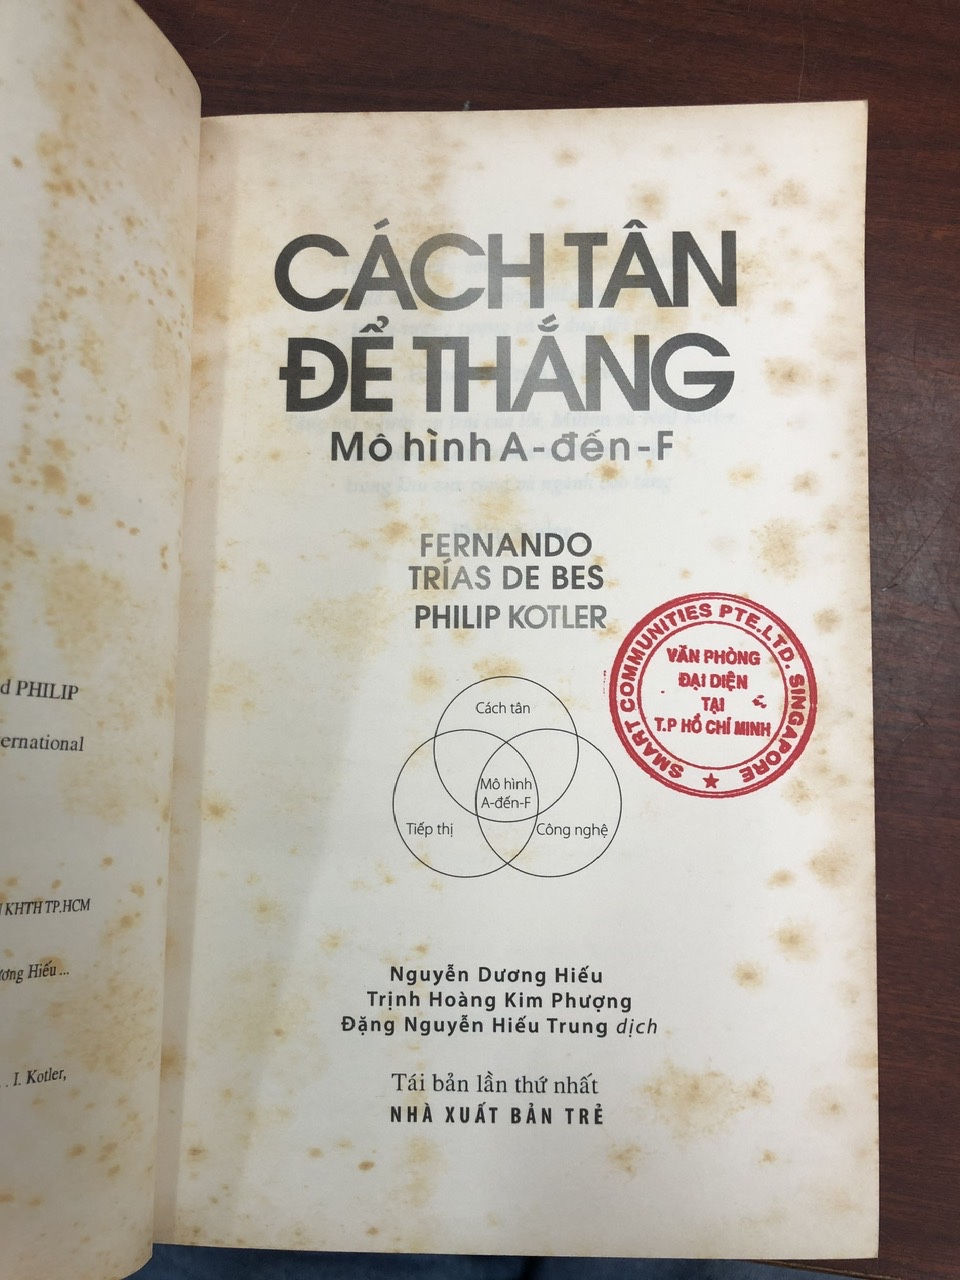 d PHILIP
ernational
KHTH TP.HCM
ơng Hiếu ...
. . I. Kotler,
CÁCH TÂN
ĐỂ THẮNG
Mô hình A-đến-F
FERNANDO
TRÍAS DE BES
PHILIP KOTLER
SMART COMMUNITIES PTE.LTD. SINGAPORE
VĂN PHÒNG
ĐẠI DIỆN
TẠI
T.P HỒ CHÍ MINH
Cách tân
Mô hình
A-đến-F
Tiếp thị
Công nghệ
Nguyễn Dương Hiếu
Trịnh Hoàng Kim Phượng
Đặng Nguyễn Hiếu Trung dịch
Tái bản lần thứ nhất
NHÀ XUẤT BẢN TRẺ